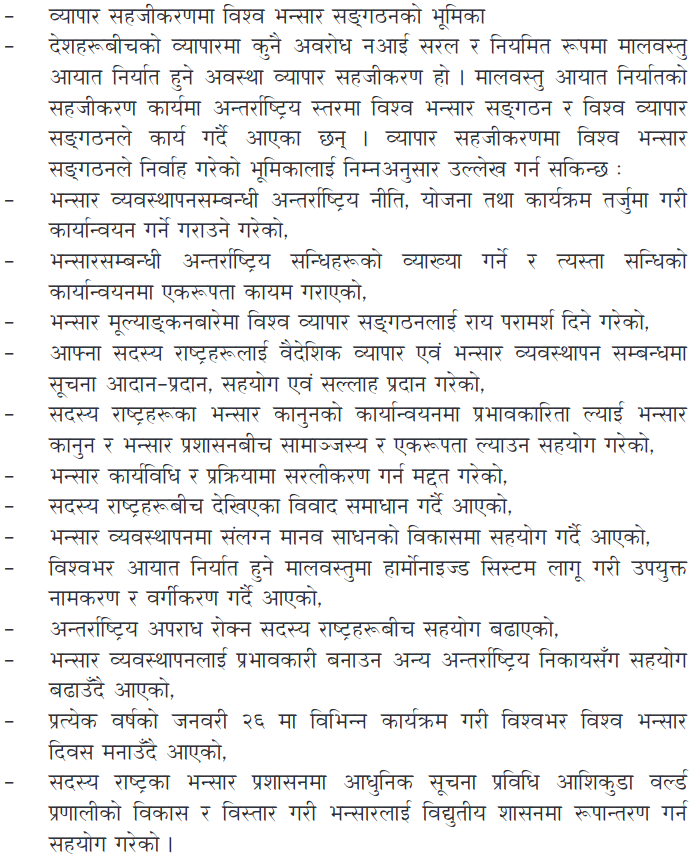 – व्यापार सहजीकरणमा विश्व भन्सार सङ्गठनको भूमिका
– देशहरूबीचको व्यापारमा कुनै अवरोध नआई सरल र नियमित रूपमा मालवस्तु
आयात निर्यात हुने अवस्था व्यापार सहजीकरण हो । मालवस्तु आयात निर्यातको
सहजीकरण कार्यमा अन्तर्राष्ट्रिय स्तरमा विश्व भन्सार सङ्गठन र विश्व व्यापार
सङ्गठनले कार्य गर्दै आएका छन् । व्यापार सहजीकरणमा विश्व भन्सार
सङ्गठनले निर्वाह गरेको भूमिकालाई निम्नअनुसार उल्लेख गर्न सकिन्छ :
– भन्सार व्यवस्थापनसम्बन्धी अन्तर्राष्ट्रिय नीति, योजना तथा कार्यक्रम तर्जुमा गरी
कार्यान्वयन गर्ने गराउने गरेको,
– भन्सारसम्बन्धी अन्तर्राष्ट्रिय सन्धिहरूको व्याख्या गर्ने र त्यस्ता सन्धिको
कार्यान्वयनमा एकरूपता कायम गराएको,
– भन्सार मूल्याङ्कनबारेमा विश्व व्यापार सङ्गठनलाई राय परामर्श दिने गरेको,
– आफ्ना सदस्य राष्ट्रहरूलाई वैदेशिक व्यापार एवं भन्सार व्यवस्थापन सम्बन्धमा
सूचना आदान–प्रदान, सहयोग एवं सल्लाह प्रदान गरेको,
– सदस्य राष्ट्रहरूका भन्सार कानुनको कार्यान्वयनमा प्रभावकारिता ल्याई भन्सार
कानुन र भन्सार प्रशासनबीच सामाञ्जस्य र एकरूपता ल्याउन सहयोग गरेको,
– भन्सार कार्यविधि र प्रक्रियामा सरलीकरण गर्न मद्दत गरेको,
– सदस्य राष्ट्रहरूबीच देखिएका विवाद समाधान गर्दै आएको,
– भन्सार व्यवस्थापनमा संलग्न मानव साधनको विकासमा सहयोग गर्दै आएको,
– विश्वभर आयात निर्यात हुने मालवस्तुमा हार्मोनाइज्ड सिस्टम लागू गरी उपयुक्त
नामकरण र वर्गीकरण गर्दै आएको,
– अन्तर्राष्ट्रिय अपराध रोक्न सदस्य राष्ट्रहरूबीच सहयोग बढाएको,
– भन्सार व्यवस्थापनलाई प्रभावकारी बनाउन अन्य अन्तर्राष्ट्रिय निकायसँग सहयोग
बढाउँदै आएको,
– प्रत्येक वर्षको जनवरी २६ मा विभिन्न कार्यक्रम गरी विश्वभर विश्व भन्सार
दिवस मनाउँदै आएको,
– सदस्य राष्ट्रका भन्सार प्रशासनमा आधुनिक सूचना प्रविधि आशिकुडा वर्ल्ड
प्रणालीको विकास र विस्तार गरी भन्सारलाई विद्युतीय शासनमा रूपान्तरण गर्न
सहयोग गरेको ।